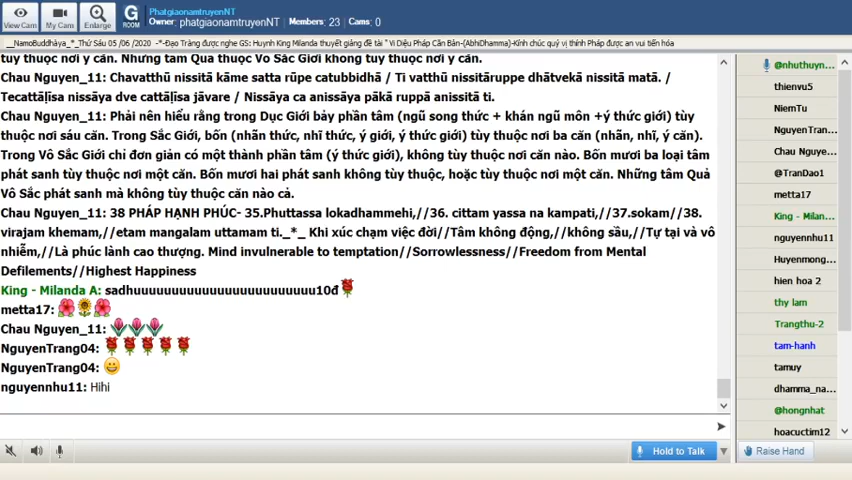 View Cam
My Cam
Enlarge
G
ROOM
PhatgiaonamtruyenNT
Owner: phatgiaonamtruyenNT | Members: 23 | Cams: 0
__NamoBuddhàya_*_Thứ Sáu 05 /06 /2020 -*-Đạo Tràng được nghe GS: Huynh King Milanda thuyết giảng đề tài " Vi Diệu Pháp Căn Bản-(AbhiDhamma)-Kính chúc quý vị thính Pháp được an vui tiến hóa
tùy thuộc nơi ý căn. Nhưng tâm Quả thuộc Vô Sắc Giới không tùy thuộc nơi ý căn.
Chau Nguyen_11: Chavatthū nissitā kāme satta rūpe catubbidhā / Ti vatthū nissitāruppe dhātvekā nissitā matā. /
Tecattāḷisa nissāya dve cattāḷisa jāvare / Nissāya ca anissāya pākā ruppā anissitā ti.
Chau Nguyen_11: Phải nên hiểu rằng trong Dục Giới bảy phần tâm (ngũ song thức + khán ngũ môn +ý thức giới) tùy
thuộc nơi sáu căn. Trong Sắc Giới, bốn (nhãn thức, nhĩ thức, ý giới, ý thức giới) tùy thuộc nơi ba căn (nhãn, nhĩ, ý căn).
Trong Vô Sắc Giới chỉ đơn giản có một thành phần tâm (ý thức giới), không tùy thuộc nơi căn nào. Bốn mươi ba loại tâm
phát sanh tùy thuộc nơi một căn. Bốn mươi hai phát sanh không tùy thuộc, hoặc tùy thuộc nơi một căn. Những tâm Quả
Vô Sắc phát sanh mà không tùy thuộc căn nào cả.
Chau Nguyen_11: 38 PHÁP HẠNH PHÚC- 35.Phuttassa lokadhammehi,//36. cittam yassa na kampati,//37.sokam//38.
virajam khemam,//etam mangalam uttamam ti._*_ Khi xúc chạm việc đời//Tâm không động,//không sầu,//Tự tại và vô
nhiễm,//Là phúc lành cao thượng. Mind invulnerable to temptation//Sorrowlessness//Freedom from Mental
Defilements//Highest Happiness
King - Milanda A: sadhuuuuuuuuuuuuuuuuuuuuuuuu10đ
metta17:
Chau Nguyen_11:
NguyenTrang04:
NguyenTrang04:
nguyennhu11: Hihi
@nhuthuyn...
thienvu5
NiemTu
NguyenTran...
Chau Nguye...
@TranDao1
metta17
King - Milan...
nguyennhu11
Huyenmong...
hien hoa 2
thy lam
Trangthu-2
tam-hanh
tamuy
dhamma_na...
@hongnhat
hoacuctim12
Hold to Talk
Raise Hand